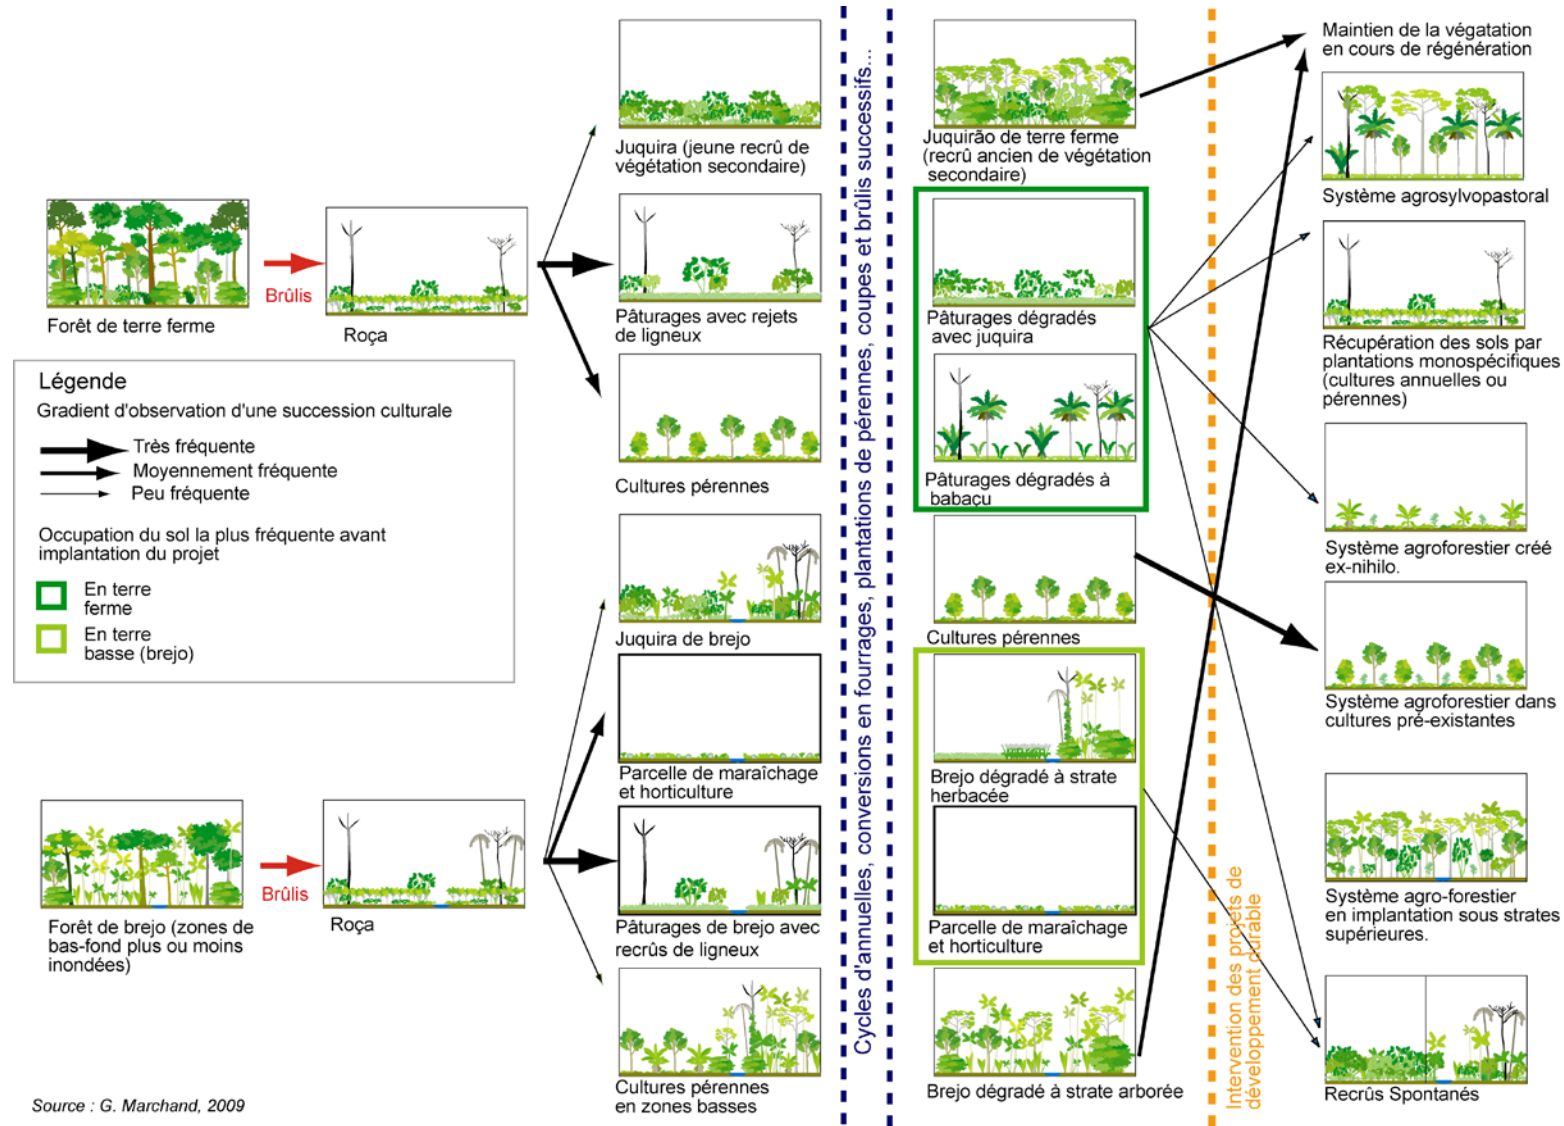 Forêt de terre ferme
Brûlis
Roça
Légende
Gradient d'observation d'une succession culturale
Très fréquente
Moyennement fréquente
Peu fréquente
Occupation du sol la plus fréquente avant
implantation du projet
En terre
ferme
En terre
basse (brejo)
Forêt de brejo (zones de
bas-fond plus ou moins
inondées)
Brûlis
Roça
Source : G. Marchand, 2009
Juquira (jeune recrû de
végétation secondaire)
Pâturages avec rejets
de ligneux
Cultures pérennes
Juquira de brejo
Parcelle de maraîchage
et horticulture
Pâturages de brejo avec
recrûs de ligneux
Cultures pérennes
en zones basses
Cycles d'annuelles, conversions en fourrages, plantations de pérennes, coupes et brûlis successifs...
Juquirão de terre ferme
(recrû ancien de végétation
secondaire)
Pâturages dégradés
avec juquira
Pâturages dégradés à
babaçu
Cultures pérennes
Brejo dégradé à strate
herbacée
Parcelle de maraîchage
et horticulture
Brejo dégradé à strate arborée
Intervention des projets de
développement durable
Maintien de la végatation
en cours de régénération
Système agrosylvopastoral
Récupération des sols par
plantations monospécifiques
(cultures annuelles ou
pérennes)
Système agroforestier créé
ex-nihilo.
Système agroforestier dans
cultures pré-existantes
Système agro-forestier
en implantation sous strates
supérieures.
Recrûs Spontanés